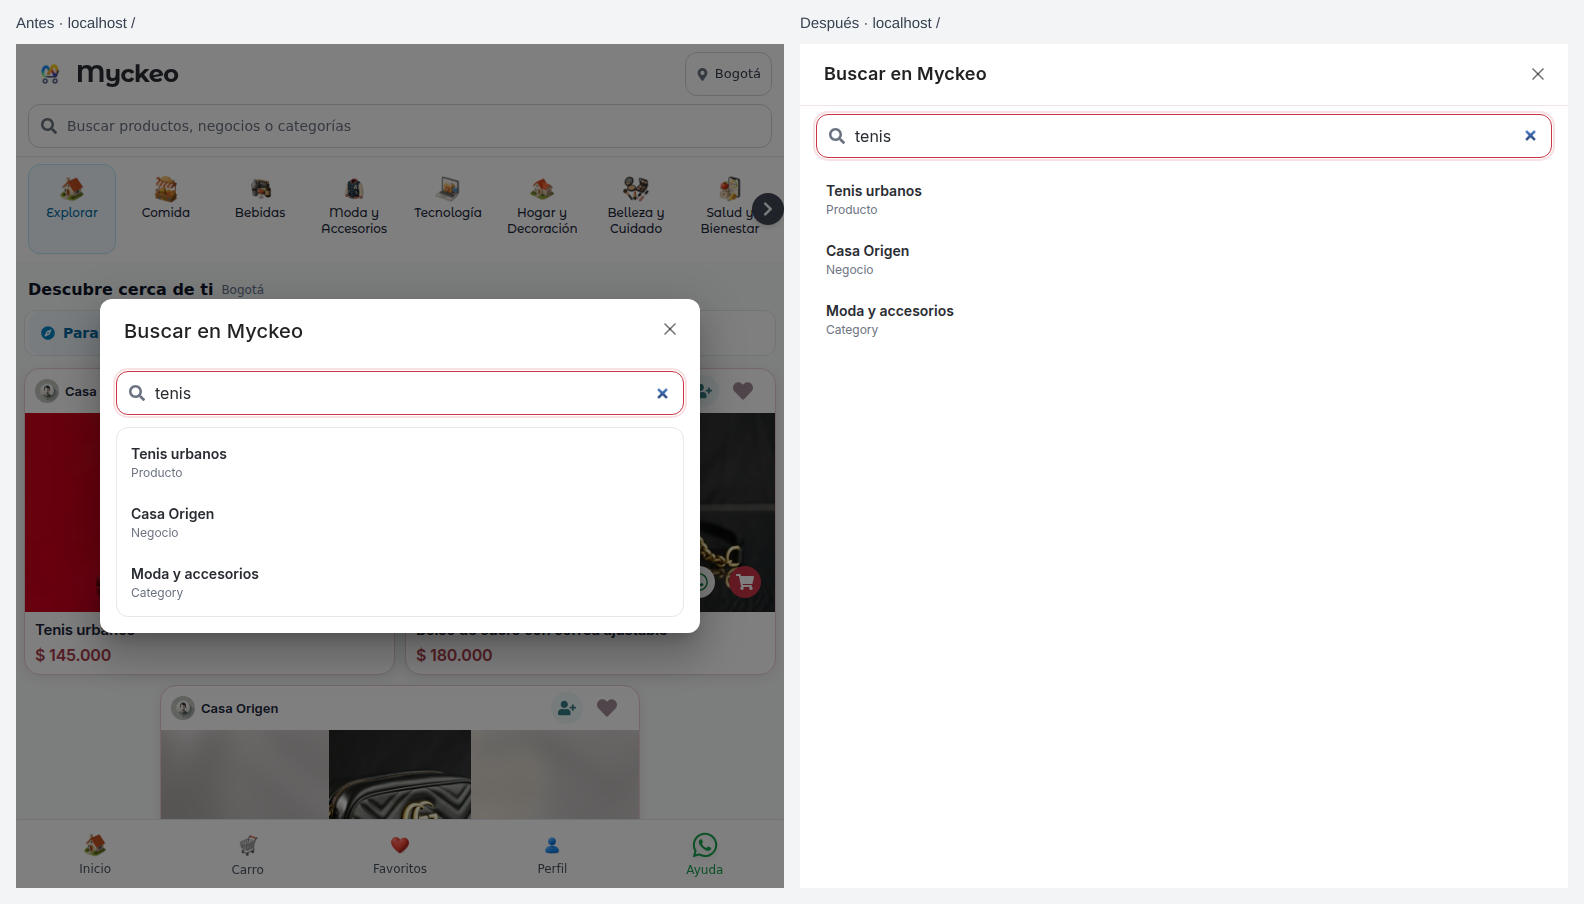 Antes · localhost /
Myckeo
Bogotá
Buscar productos, negocios o categorías
Explorar
Comida
Bebidas
Moda y
Accesorios
Tecnología
Hogar y
Decoración
Belleza y
Cuidado
Salud y
Bienestar
Descubre cerca de ti Bogotá
Para
Buscar en Myckeo
tenis
Tenis urbanos
Producto
Casa Origen
Negocio
Moda y accesorios
Category
Casa
Tenis urbanos
$ 145.000
$ 180.000
Casa Origen
Inicio
Carro
Favoritos
Perfil
Ayuda
Después · localhost /
Buscar en Myckeo
tenis
Tenis urbanos
Producto
Casa Origen
Negocio
Moda y accesorios
Category